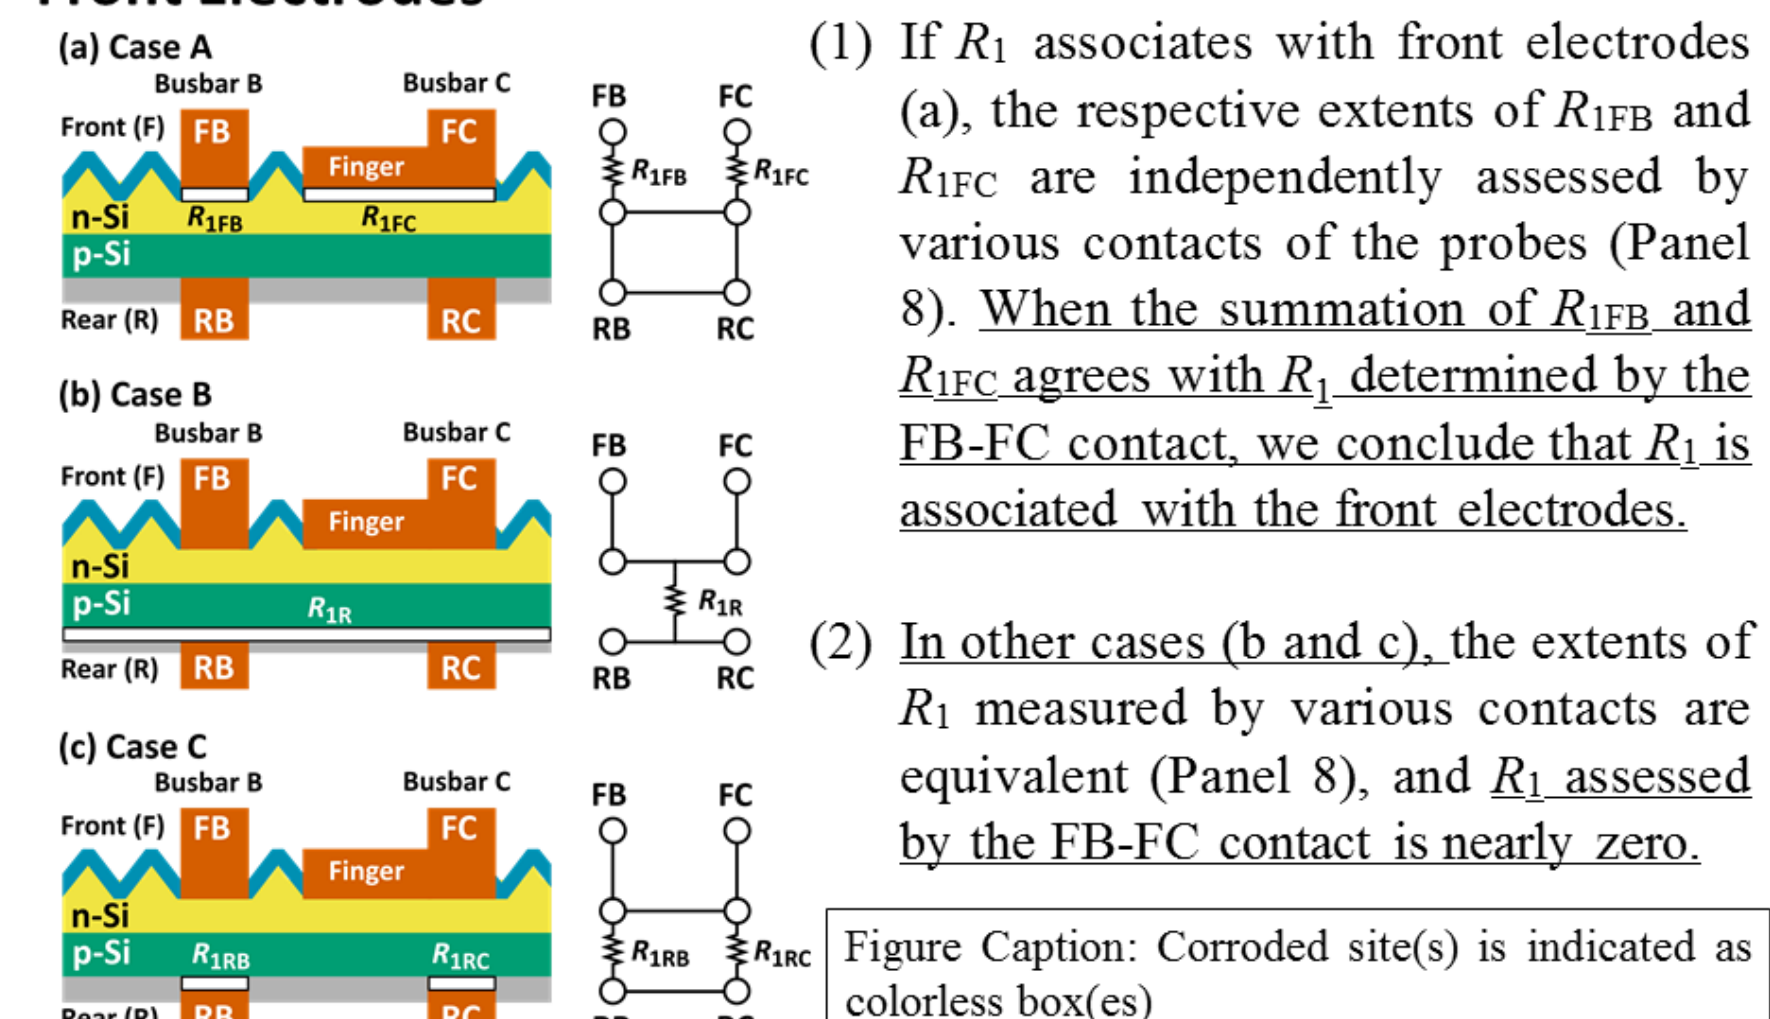 Front Electrodes
(a) Case A
Busbar B Busbar C
Front (F) FB FC
Finger
n-Si R1FB R1FC
p-Si
Rear (R) RB RC
FB FC
R1FB R1FC
RB RC
(b) Case B
Busbar B Busbar C
Front (F) FB FC
Finger
n-Si
p-Si R1R
Rear (R) RB RC
FB FC
R1R
RB RC
(c) Case C
Busbar B Busbar C
Front (F) FB FC
Finger
n-Si
p-Si R1RB R1RC
Rear (R) RB RC
FB FC
R1RB R1RC
RB RC
(1) If R1 associates with front electrodes
(a), the respective extents of R1FB and
R1FC are independently assessed by
various contacts of the probes (Panel
8). When the summation of R1FB and
R1FC agrees with R1 determined by the
FB-FC contact, we conclude that R1 is
associated with the front electrodes.
(2) In other cases (b and c), the extents of
R1 measured by various contacts are
equivalent (Panel 8), and R1 assessed
by the FB-FC contact is nearly zero.
Figure Caption: Corroded site(s) is indicated as
colorless box(es)